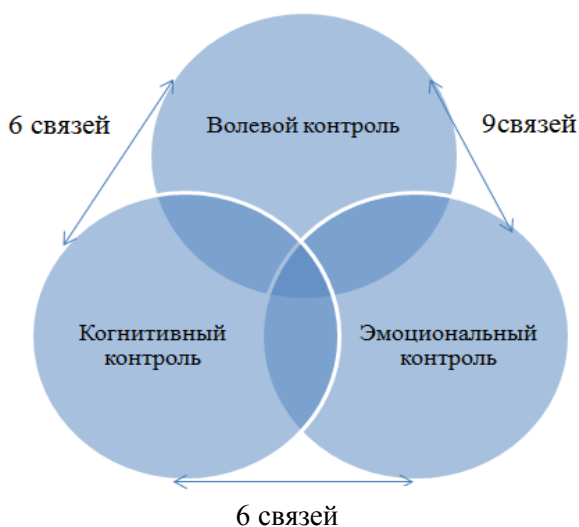 Волевой контроль
6 связей
9связей
Когнитивный
контроль
Эмоциональный
контроль
6 связей